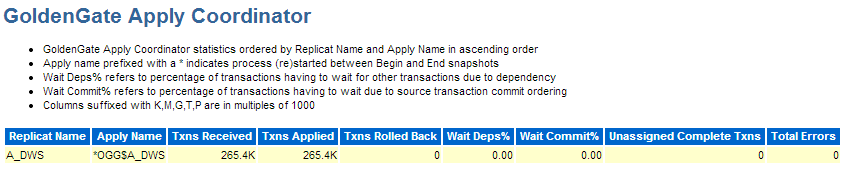 GoldenGate Apply Coordinator
GoldenGate Apply Coordinator statistics ordered by Replicat Name and Apply Name in ascending order
Apply name prefixed with a * indicates process (re)started between Begin and End snapshots
Wait Deps% refers to percentage of transactions having to wait for other transactions due to dependency
Wait Commit% refers to percentage of transactions having to wait due to source transaction commit ordering
Columns suffixed with K,M,G,T,P are in multiples of 1000
Replicat Name Apply Name Txns Received Txns Applied Txns Rolled Back Wait Deps% Wait Commit% Unassigned Complete Txns Total Errors
A_DWS *OGG$A_DWS 265.4K 265.4K 0 0.00 0.00 0 0